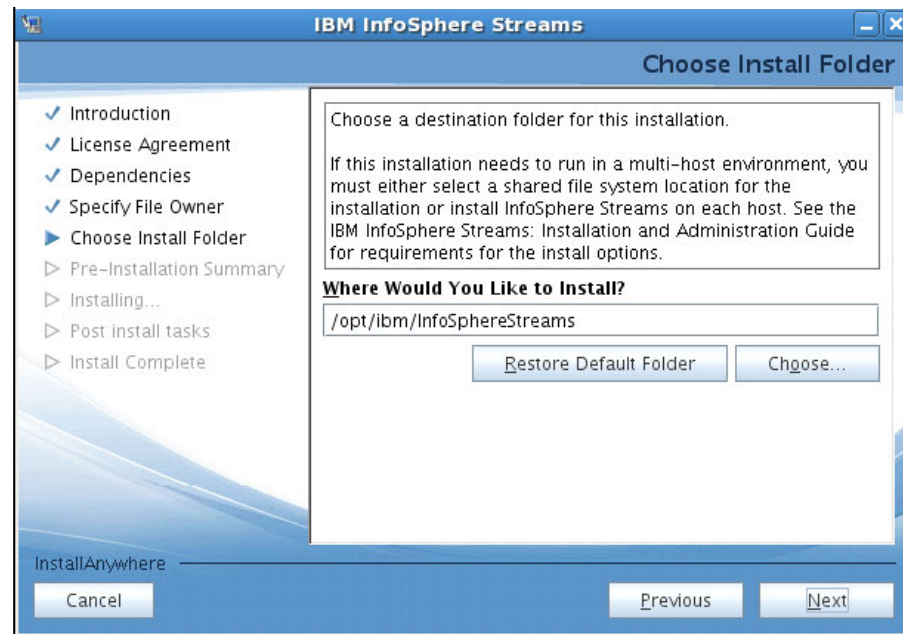 IBM InfoSphere Streams
Choose Install Folder
Introduction
License Agreement
Dependencies
Specify File Owner
Choose Install Folder
Pre-Installation Summary
Installing...
Post install tasks
Install Complete
Choose a destination folder for this installation.
If this installation needs to run in a multi-host environment, you
must either select a shared file system location for the
installation or install InfoSphere Streams on each host. See the
IBM InfoSphere Streams: Installation and Administration Guide
for requirements for the install options.
Where Would You Like to Install?
/opt/ibm/InfoSphereStreams
Restore Default Folder
Choose...
InstallAnywhere
Cancel
Previous
Next